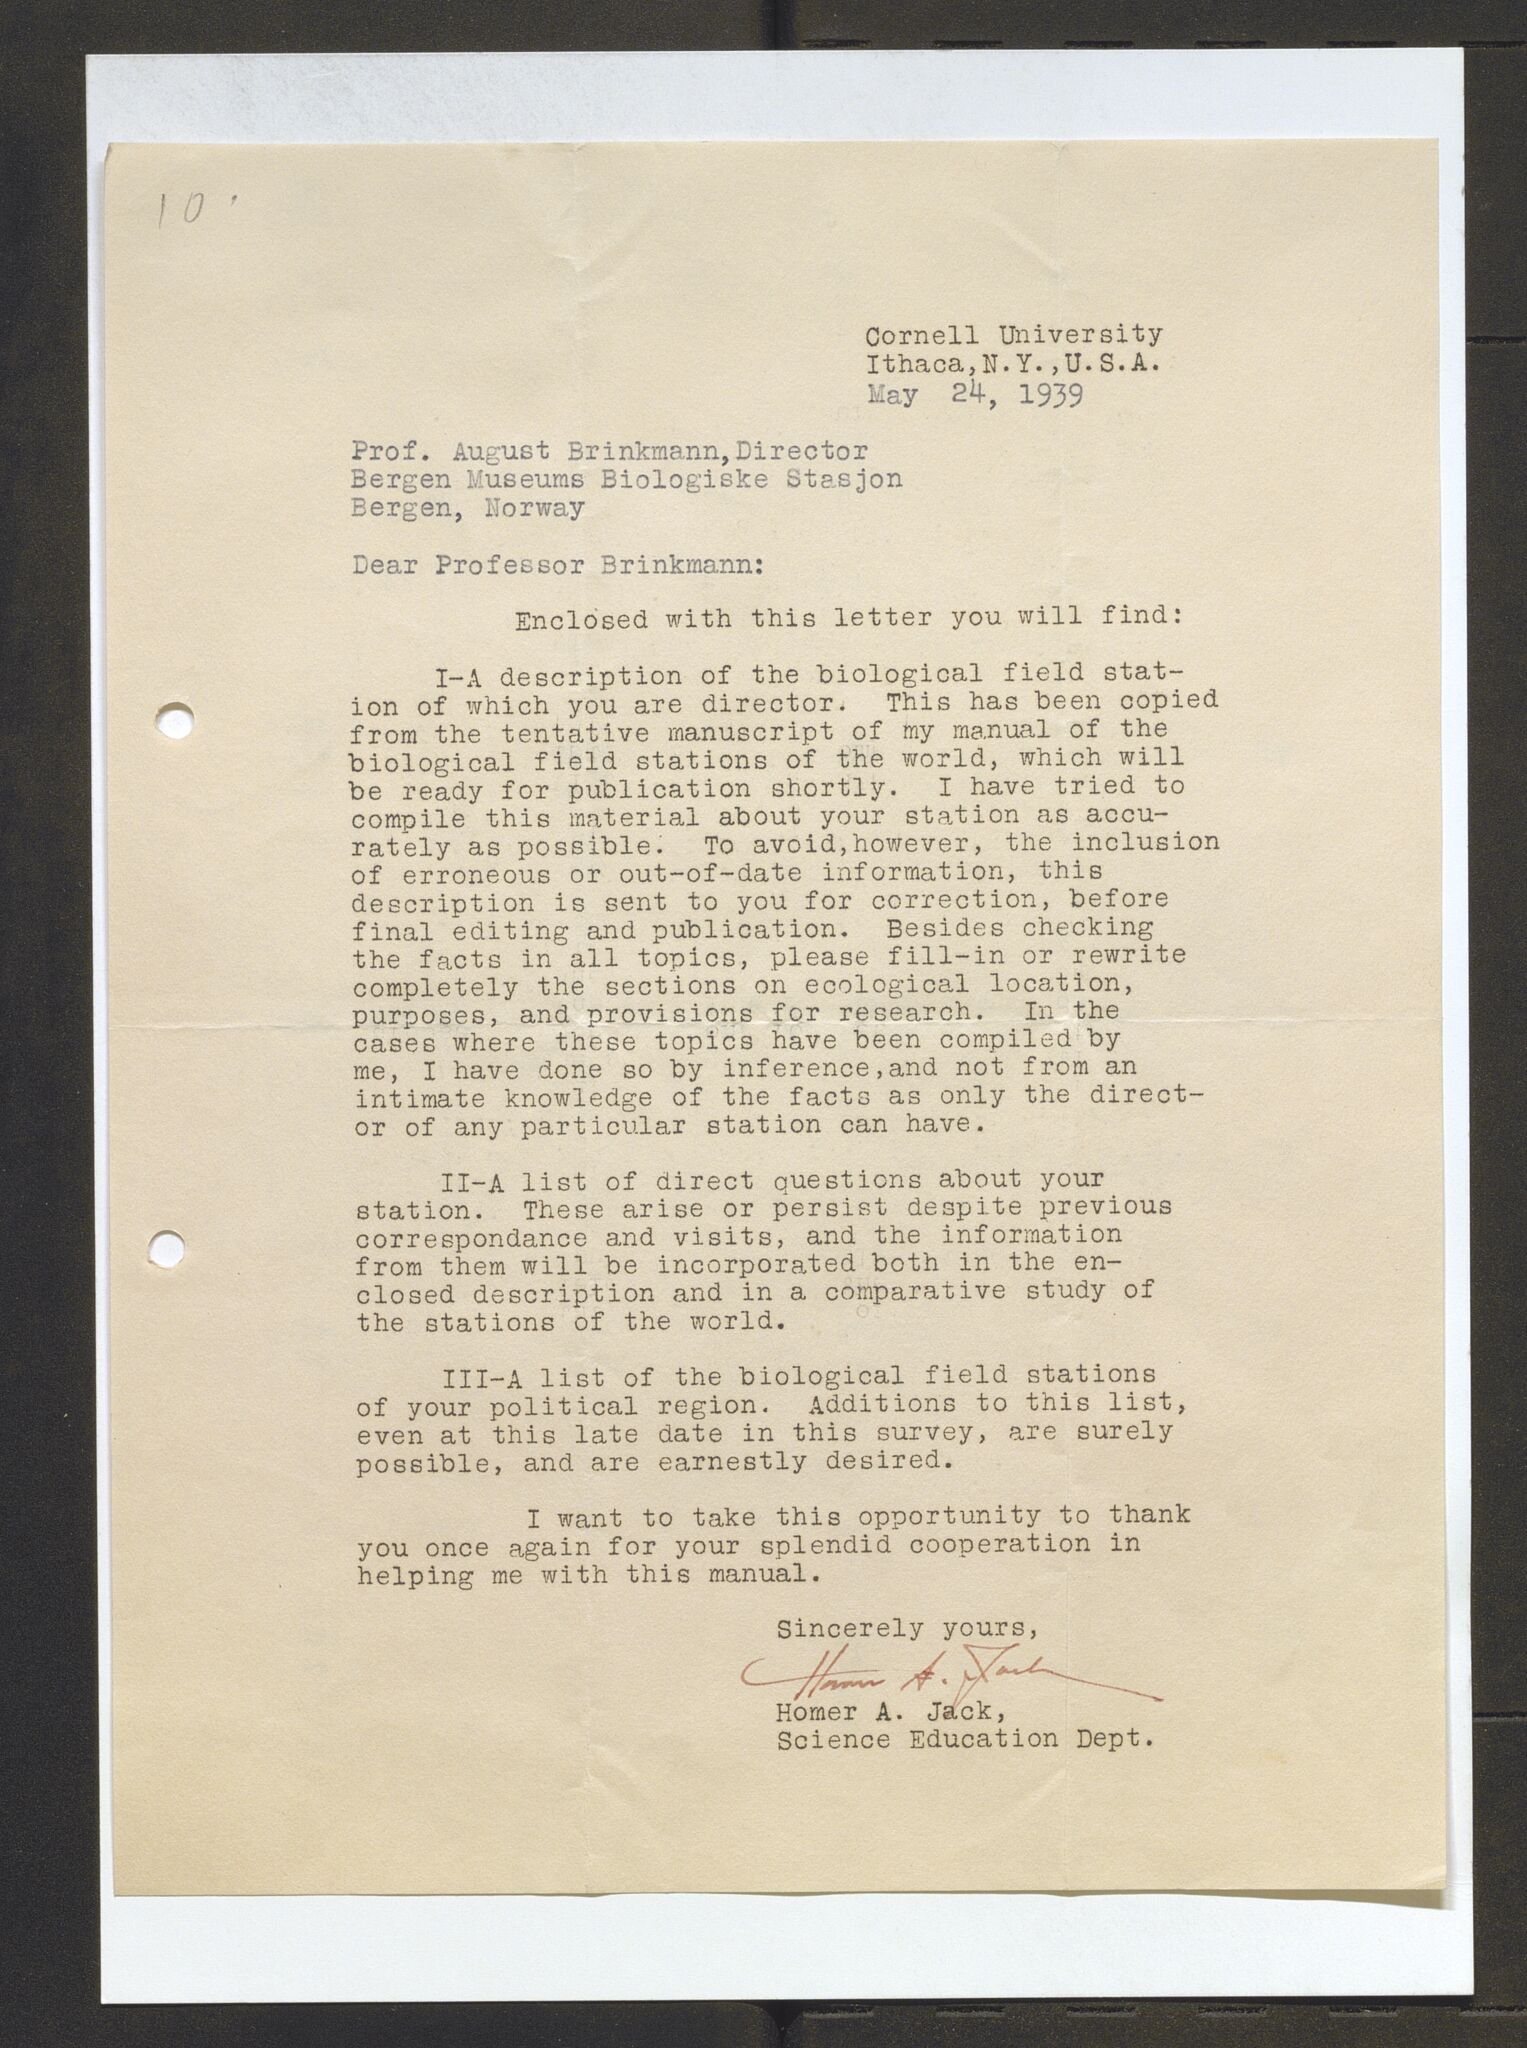 10.
Cornell University
Ithaca,N.Y.,U.S.A.
May 24, 1939
Prof. August Brinkmann,Director
Bergen Museums Biologiske Stasjon
Bergen, Norway
Dear Professor Brinkmann:
Enclosed with this letter you will find:
I-A description of the biological field stat-
ion of which you are director. This has been copied
from the tentative manuscript of my manual of the
biological field stations of the world, which will
be ready for publication shortly. I have tried to
compile this material about your station as accu-
rately as possible. To avoid,however, the inclusion
of erroneous or out-of-date information, this
description is sent to you for correction, before
final editing and publication. Besides checking
the facts in all topics, please fill-in or rewrite
completely the sections on ecological location,
purposes, and provisions for research. In the
cases where these topics have been compiled by
me, I have done so by inference,and not from an
intimate knowledge of the facts as only the direct-
or of any particular station can have.
II-A list of direct questions about your
station. These arise or persist despite previous
correspondance and visits, and the information
from them will be incorporated both in the en-
closed description and in a comparative study of
the stations of the world.
III-A list of the biological field stations
of your political region. Additions to this list,
even at this late date in this survey, are surely
possible, and are earnestly desired.
I want to take this opportunity to thank
you once again for your splendid cooperation in
helping me with this manual.
Sincerely yours,
Homer A. Jack
Homer A. Jack,
Science Education Dept.